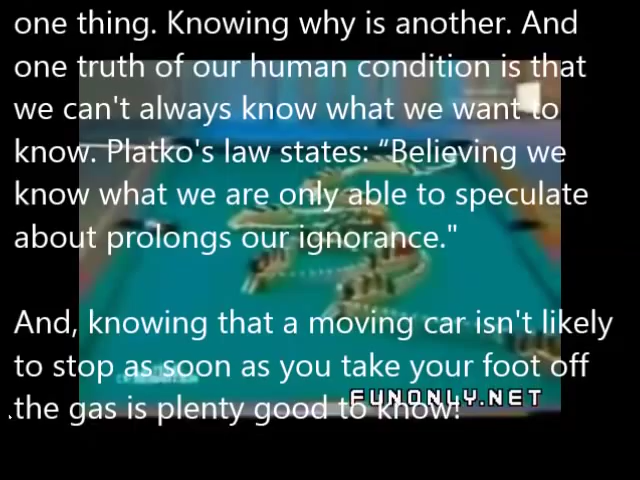 one thing. Knowing why is another. And
one truth of our human condition is that
we can't always know what we want to
know. Platko's law states: “Believing we
know what we are only able to speculate
about prolongs our ignorance."
And, knowing that a moving car isn't likely
to stop as soon as you take your foot off
the gas is plenty good to know!
FUNONLY.NET